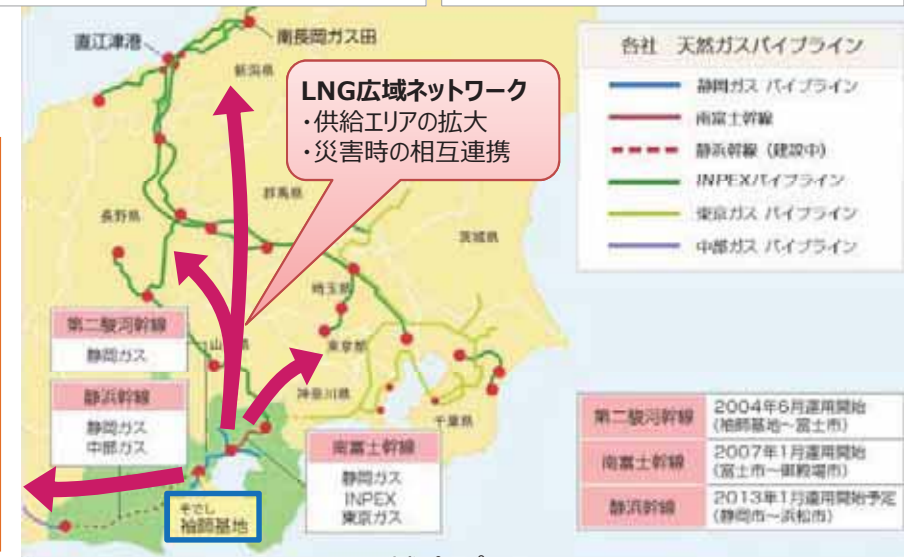 直江津港
南長岡ガス田
新潟県
LNG広域ネットワーク
・供給エリアの拡大
・災害時の相互連携
群馬県
長野県
茨城県
埼玉県
東京都
神奈川県
千葉県
各社 天然ガスパイプライン
静岡ガス パイプライン
南富士幹線
静浜幹線（建設中）
INPEXパイプライン
東京ガス パイプライン
中部ガス パイプライン
第二駿河幹線
静岡ガス
静浜幹線
静岡ガス
中部ガス
南富士幹線
静岡ガス
INPEX
東京ガス
そでし
袖師基地
第二駿河幹線 2004年6月運用開始
（袖師基地～富士市）
南富士幹線 2007年1月運用開始
（富士市～御殿場市）
静浜幹線 2013年1月運用開始予定
（静岡市～浜松市）